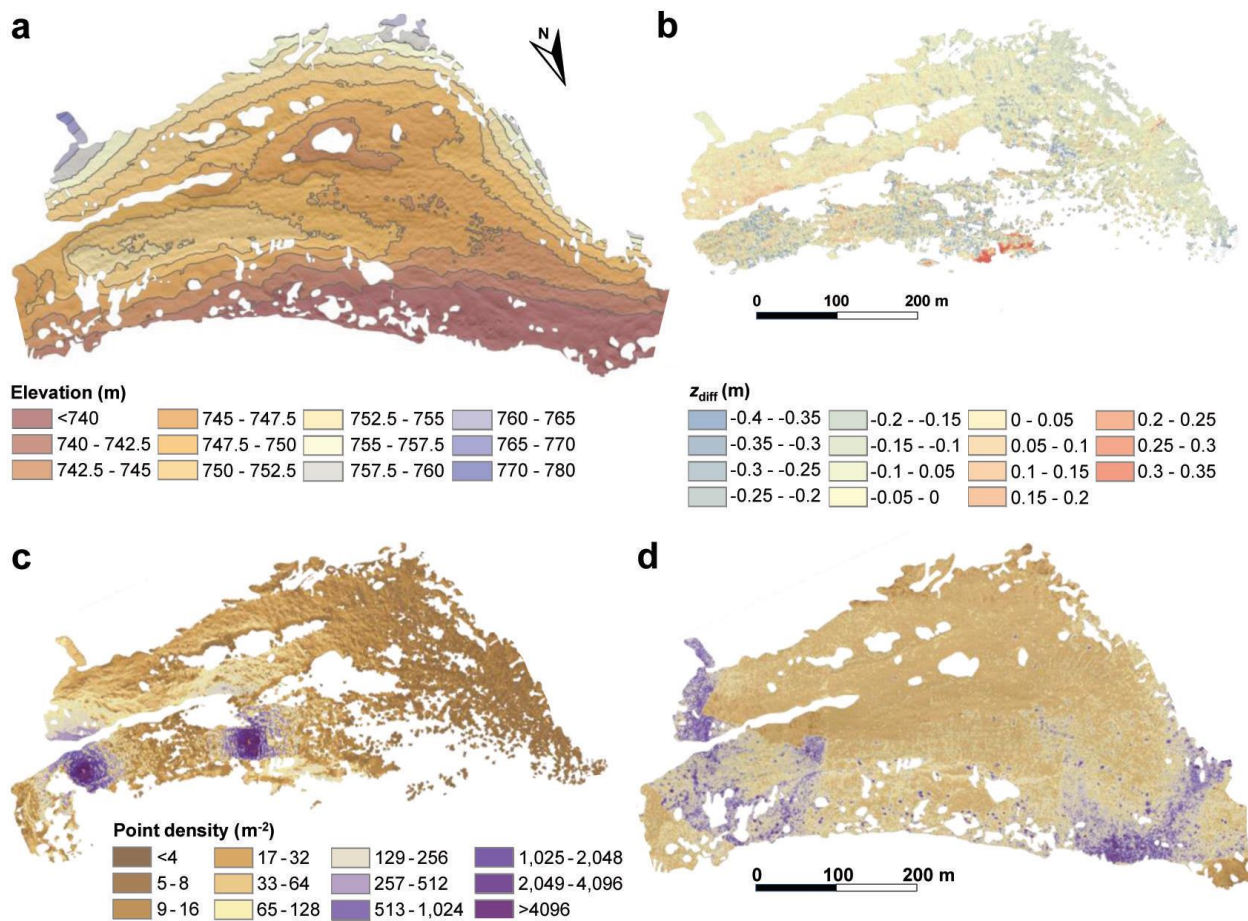 a
N
b
0 100 200 m
Elevation (m)
<740
740 - 742.5
742.5 - 745
745 - 747.5
747.5 - 750
750 - 752.5
752.5 - 755
755 - 757.5
757.5 - 760
760 - 765
765 - 770
770 - 780
zdiff (m)
-0.4 - -0.35
-0.35 - -0.3
-0.3 - -0.25
-0.25 - -0.2
-0.2 - -0.15
-0.15 - -0.1
-0.1 - 0.05
-0.05 - 0
0 - 0.05
0.05 - 0.1
0.1 - 0.15
0.15 - 0.2
0.2 - 0.25
0.25 - 0.3
0.3 - 0.35
c
Point density (m-2)
<4
5 - 8
9 - 16
17 - 32
33 - 64
65 - 128
129 - 256
257 - 512
513 - 1,024
1,025 - 2,048
2,049 - 4,096
>4096
d
0 100 200 m